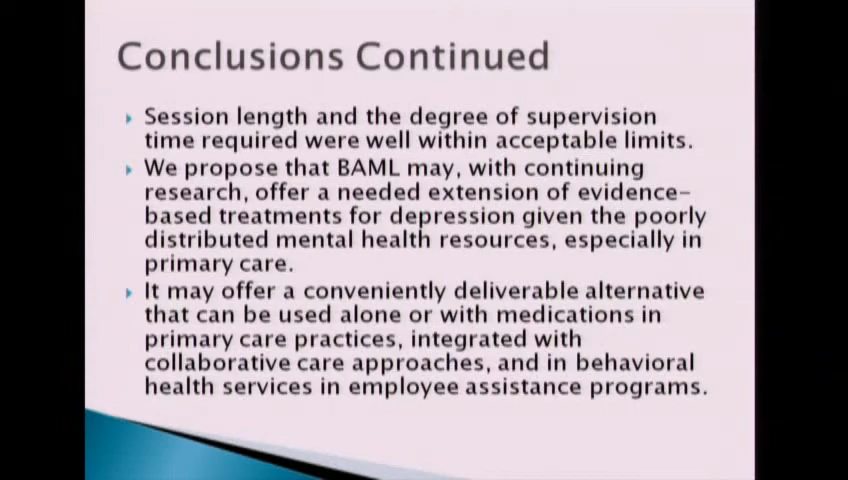 Conclusions Continued
Session length and the degree of supervision
time required were well within acceptable limits.
We propose that BAML may, with continuing
research, offer a needed extension of evidence-
based treatments for depression given the poorly
distributed mental health resources, especially in
primary care.
It may offer a conveniently deliverable alternative
that can be used alone or with medications in
primary care practices, integrated with
collaborative care approaches, and in behavioral
health services in employee assistance programs.